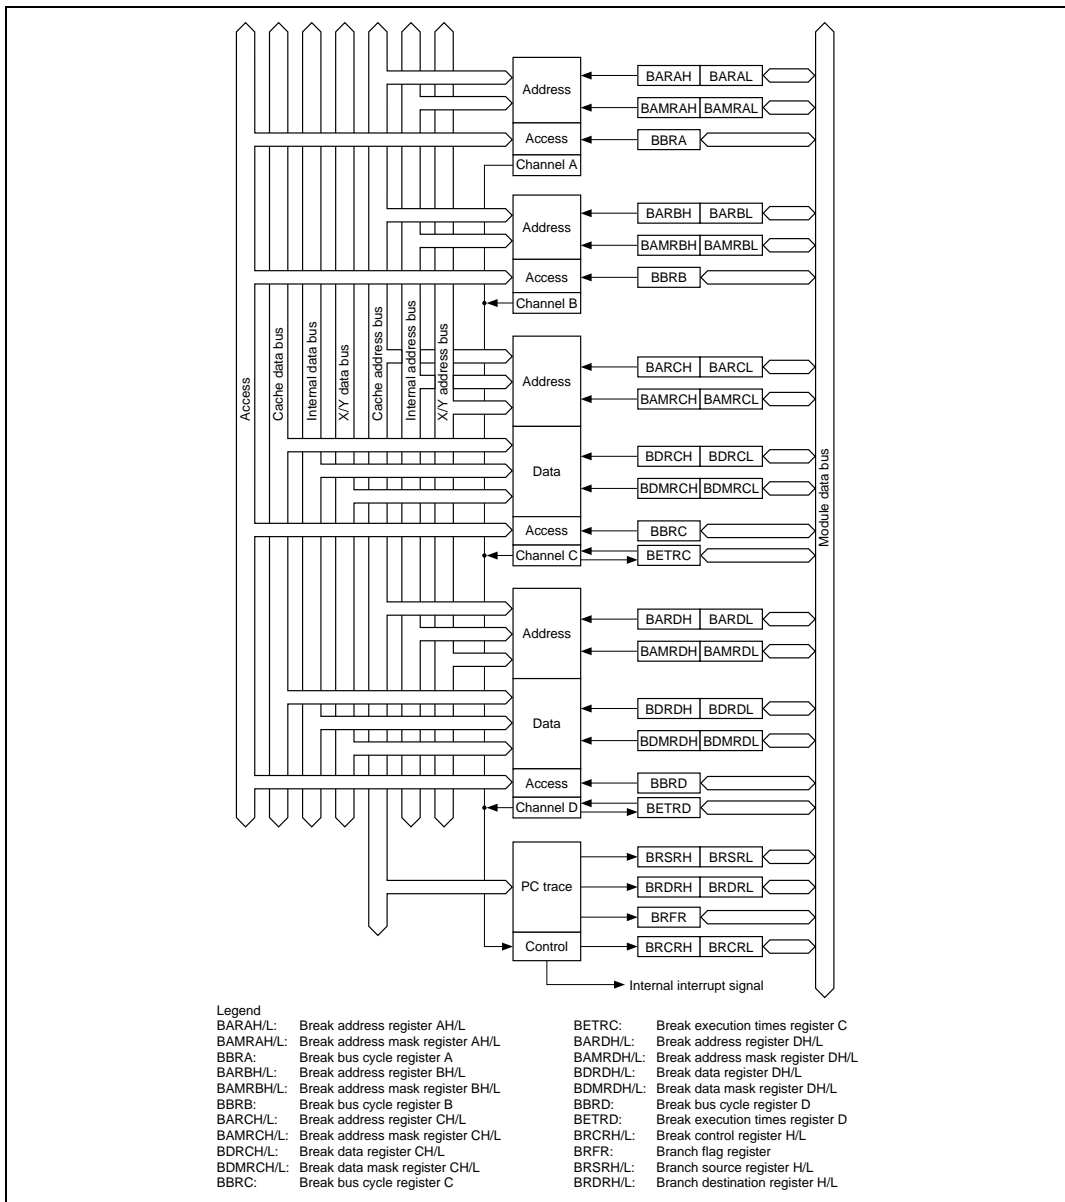 Access
Cache data bus
Internal data bus
X/Y data bus
Cache address bus
Internal address bus
X/Y address bus
Address
BARAH BARAL
BAMRAH BAMRAL
Access
BBRA
Channel A
Address
BARBH BARBL
BAMRBH BAMRBL
Access
BBRB
Channel B
Address
BARCH BARCL
BAMRCH BAMRCL
Data
BDRCH BDRCL
BDMRCH BDMRCL
Access
BBRC
Channel C
BETRC
Module data bus
Address
BARDH BARDL
BAMRDH BAMRDL
Data
BDRDH BDRDL
BDMRDH BDMRDL
Access
BBRD
Channel D
BETRD
PC trace
BRSRH BRSRL
BRDRH BRDRL
BRFR
Control
BRCRH BRCRL
Internal interrupt signal
Legend
BARAH/L: Break address register AH/L
BAMRAH/L: Break address mask register AH/L
BBRA: Break bus cycle register A
BARBH/L: Break address register BH/L
BAMRBH/L: Break address mask register BH/L
BBRB: Break bus cycle register B
BARCH/L: Break address register CH/L
BAMRCH/L: Break address mask register CH/L
BDRCH/L: Break data register CH/L
BDMRCH/L: Break data mask register CH/L
BBRC: Break bus cycle register C
BETRC: Break execution times register C
BARDH/L: Break address register DH/L
BAMRDH/L: Break address mask register DH/L
BDRDH/L: Break data register DH/L
BDMRDH/L: Break data mask register DH/L
BBRD: Break bus cycle register D
BETRD: Break execution times register D
BRCRH/L: Break control register H/L
BRFR: Branch flag register
BRSRH/L: Branch source register H/L
BRDRH/L: Branch destination register H/L